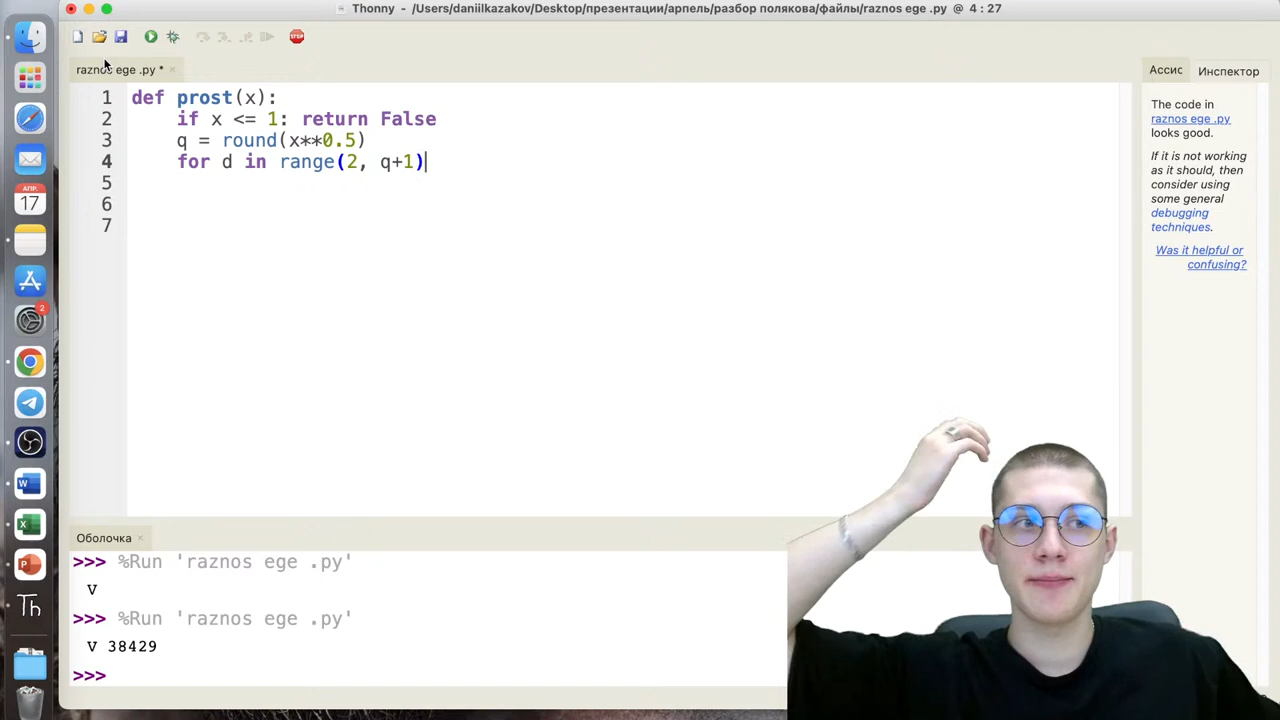 Thonny - /Users/daniilkazakov/Desktop/презентации/арпель/разбор полякова/файлы/raznos ege .py @ 4 : 27
raznos ege .py * ×
Ассис
Инспектор
1 def prost(x):
2 if x <= 1: return False
3 q = round(x**0.5)
4 for d in range(2, q+1)
5
6
7
The code in
raznos ege .py
looks good.
If it is not working
as it should, then
consider using
some general
debugging
techniques.
Was it helpful or
confusing?
АПР.
17
2
W
X
P
Th
STOP
Оболочка ×
>>> %Run 'raznos ege .py'
V
>>> %Run 'raznos ege .py'
V 38429
>>>